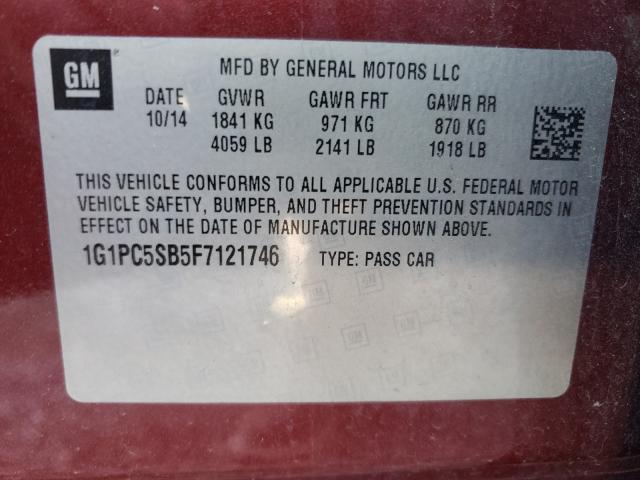 GM
MFD BY GENERAL MOTORS LLC
DATE GVWR GAWR FRT GAWR RR
10/14 1841 KG 971 KG 870 KG
4059 LB 2141 LB 1918 LB
THIS VEHICLE CONFORMS TO ALL APPLICABLE U.S. FEDERAL MOTOR
VEHICLE SAFETY, BUMPER, AND THEFT PREVENTION STANDARDS IN
EFFECT ON THE DATE OF MANUFACTURE SHOWN ABOVE.
1G1PC5SB5F7121746 TYPE: PASS CAR